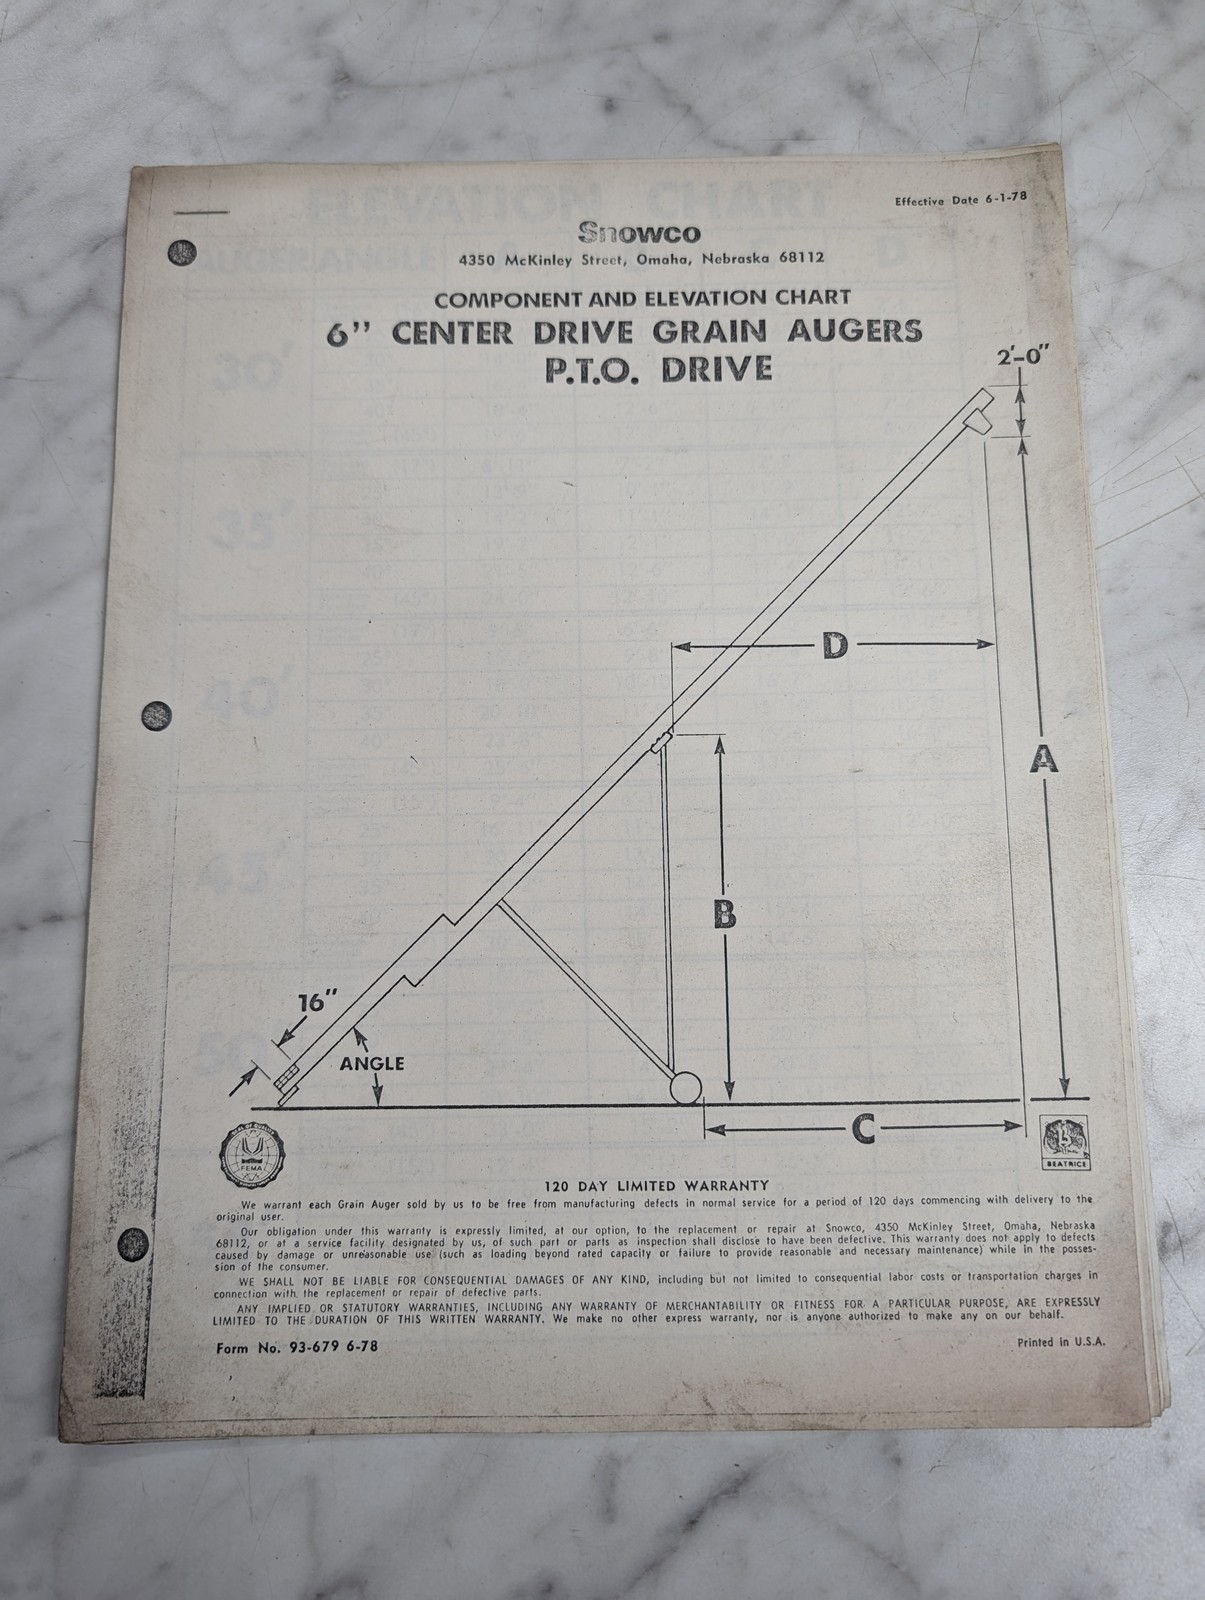 Effective Date 6-1-78
Snowco
4350 McKinley Street, Omaha, Nebraska 68112
COMPONENT AND ELEVATION CHART
6" CENTER DRIVE GRAIN AUGERS
P.T.O. DRIVE
2'-0"
D
A
B
16"
ANGLE
C
SEAL OF QUALITY
FEMA
BEATRICE
120 DAY LIMITED WARRANTY
We warrant each Grain Auger sold by us to be free from manufacturing defects in normal service for a period of 120 days commencing with delivery to the
original user.
Our obligation under this warranty is expressly limited, at our option, to the replacement or repair at Snowco, 4350 McKinley Street, Omaha, Nebraska
68112, or at a service facility designated by us, of such part or parts as inspection shall disclose to have been defective. This warranty does not apply to defects
caused by damage or unreasonable use (such as loading beyond rated capacity or failure to provide reasonable and necessary maintenance) while in the posses-
sion of the consumer.
WE SHALL NOT BE LIABLE FOR CONSEQUENTIAL DAMAGES OF ANY KIND, including but not limited to consequential labor costs or transportation charges in
connection with the replacement or repair of defective parts.
ANY IMPLIED OR STATUTORY WARRANTIES, INCLUDING ANY WARRANTY OF MERCHANTABILITY OR FITNESS FOR A PARTICULAR PURPOSE, ARE EXPRESSLY
LIMITED TO THE DURATION OF THIS WRITTEN WARRANTY. We make no other express warranty, nor is anyone authorized to make any on our behalf.
Form No. 93-679 6-78
Printed in U.S.A.